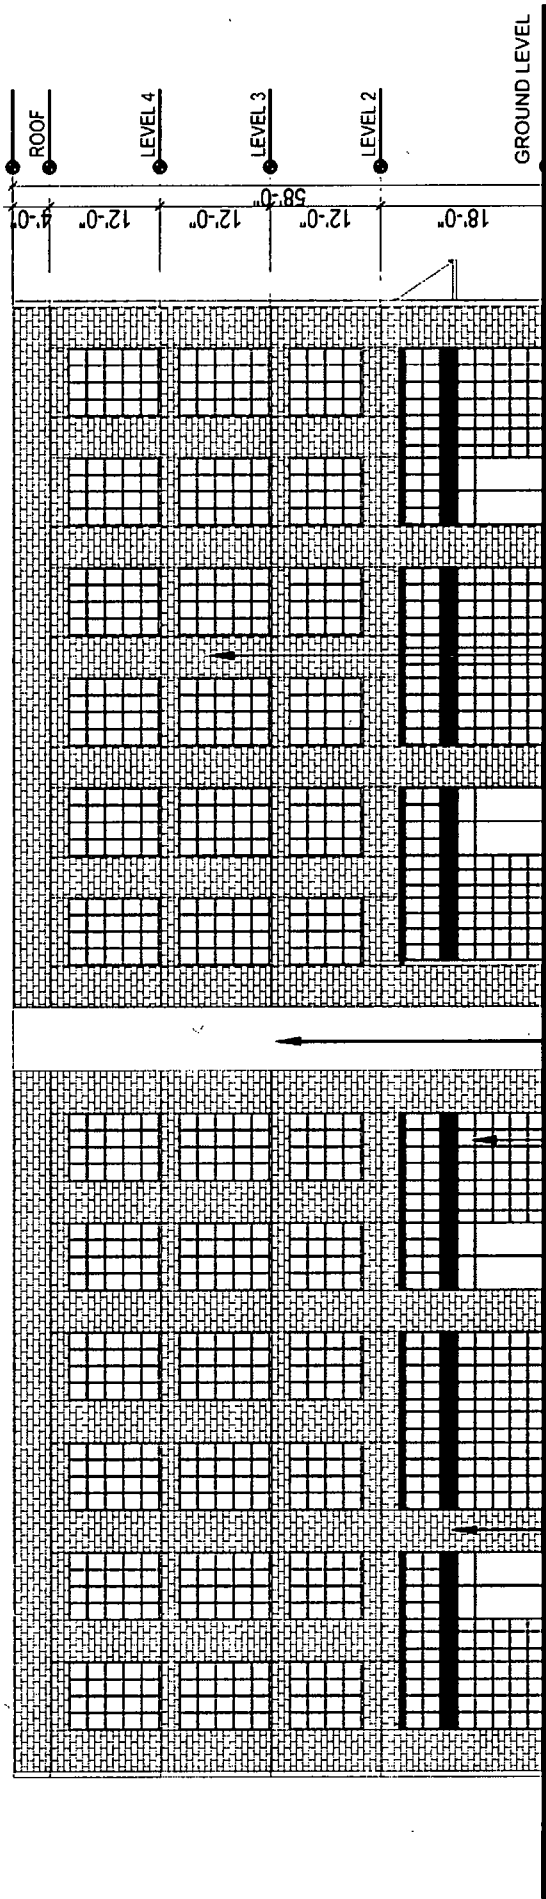 ROOF
LEVEL 4
LEVEL 3
LEVEL 2
GROUND LEVEL
58'-0"
4'-0"
12'-0"
12'-0"
12'-0"
18'-0"